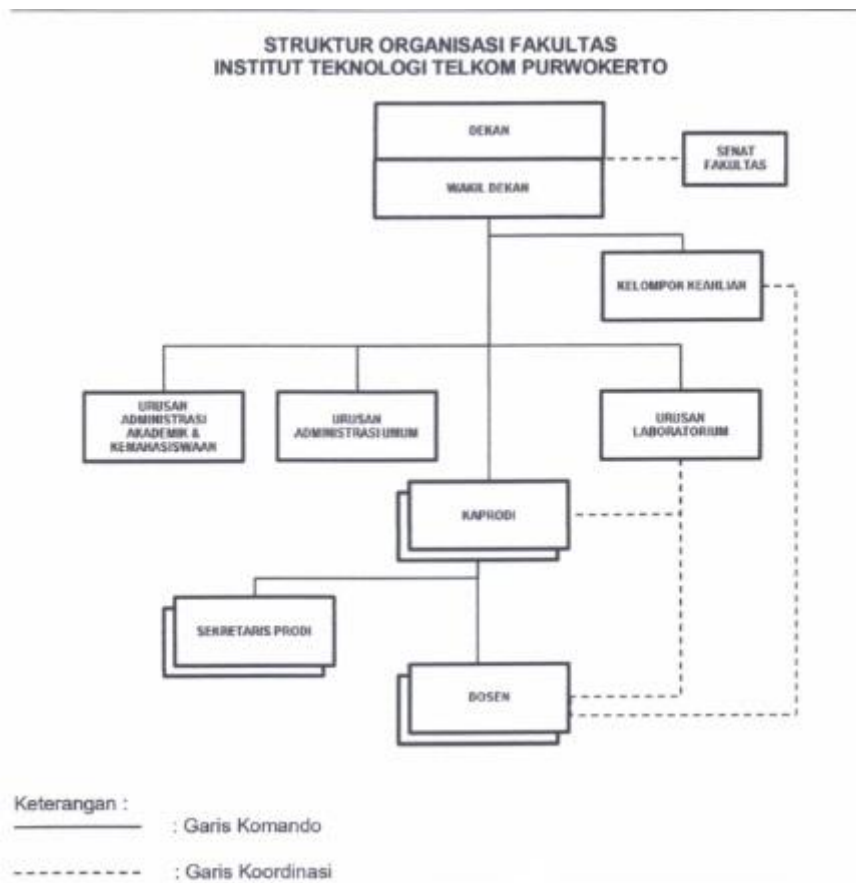 STRUKTUR ORGANISASI FAKULTAS
INSTITUT TEKNOLOGI TELKOM PURWOKERTO
DEKAN
SENAT
FAKULTAS
WAKIL DEKAN
KELOMPOK KEAHLIAN
URUSAN
ADMINISTRASI
AKADEMIK &
KEMAHASISWAAN
URUSAN
ADMINISTRASI UMUM
URUSAN
LABORATORIUM
KAPRODI
SEKRETARIS PRODI
DOSEN
Keterangan :
: Garis Komando
: Garis Koordinasi